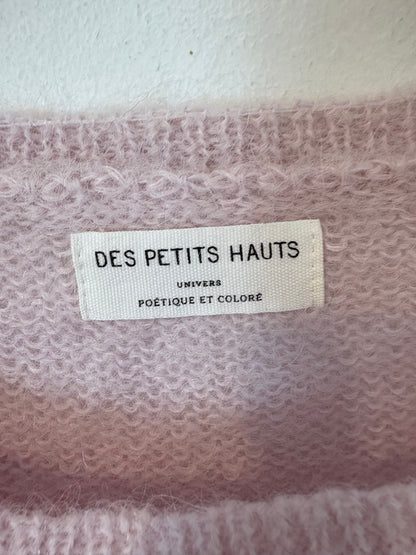 DES PETITS HAUTS
UNIVERS
POÉTIQUE ET COLORÉ